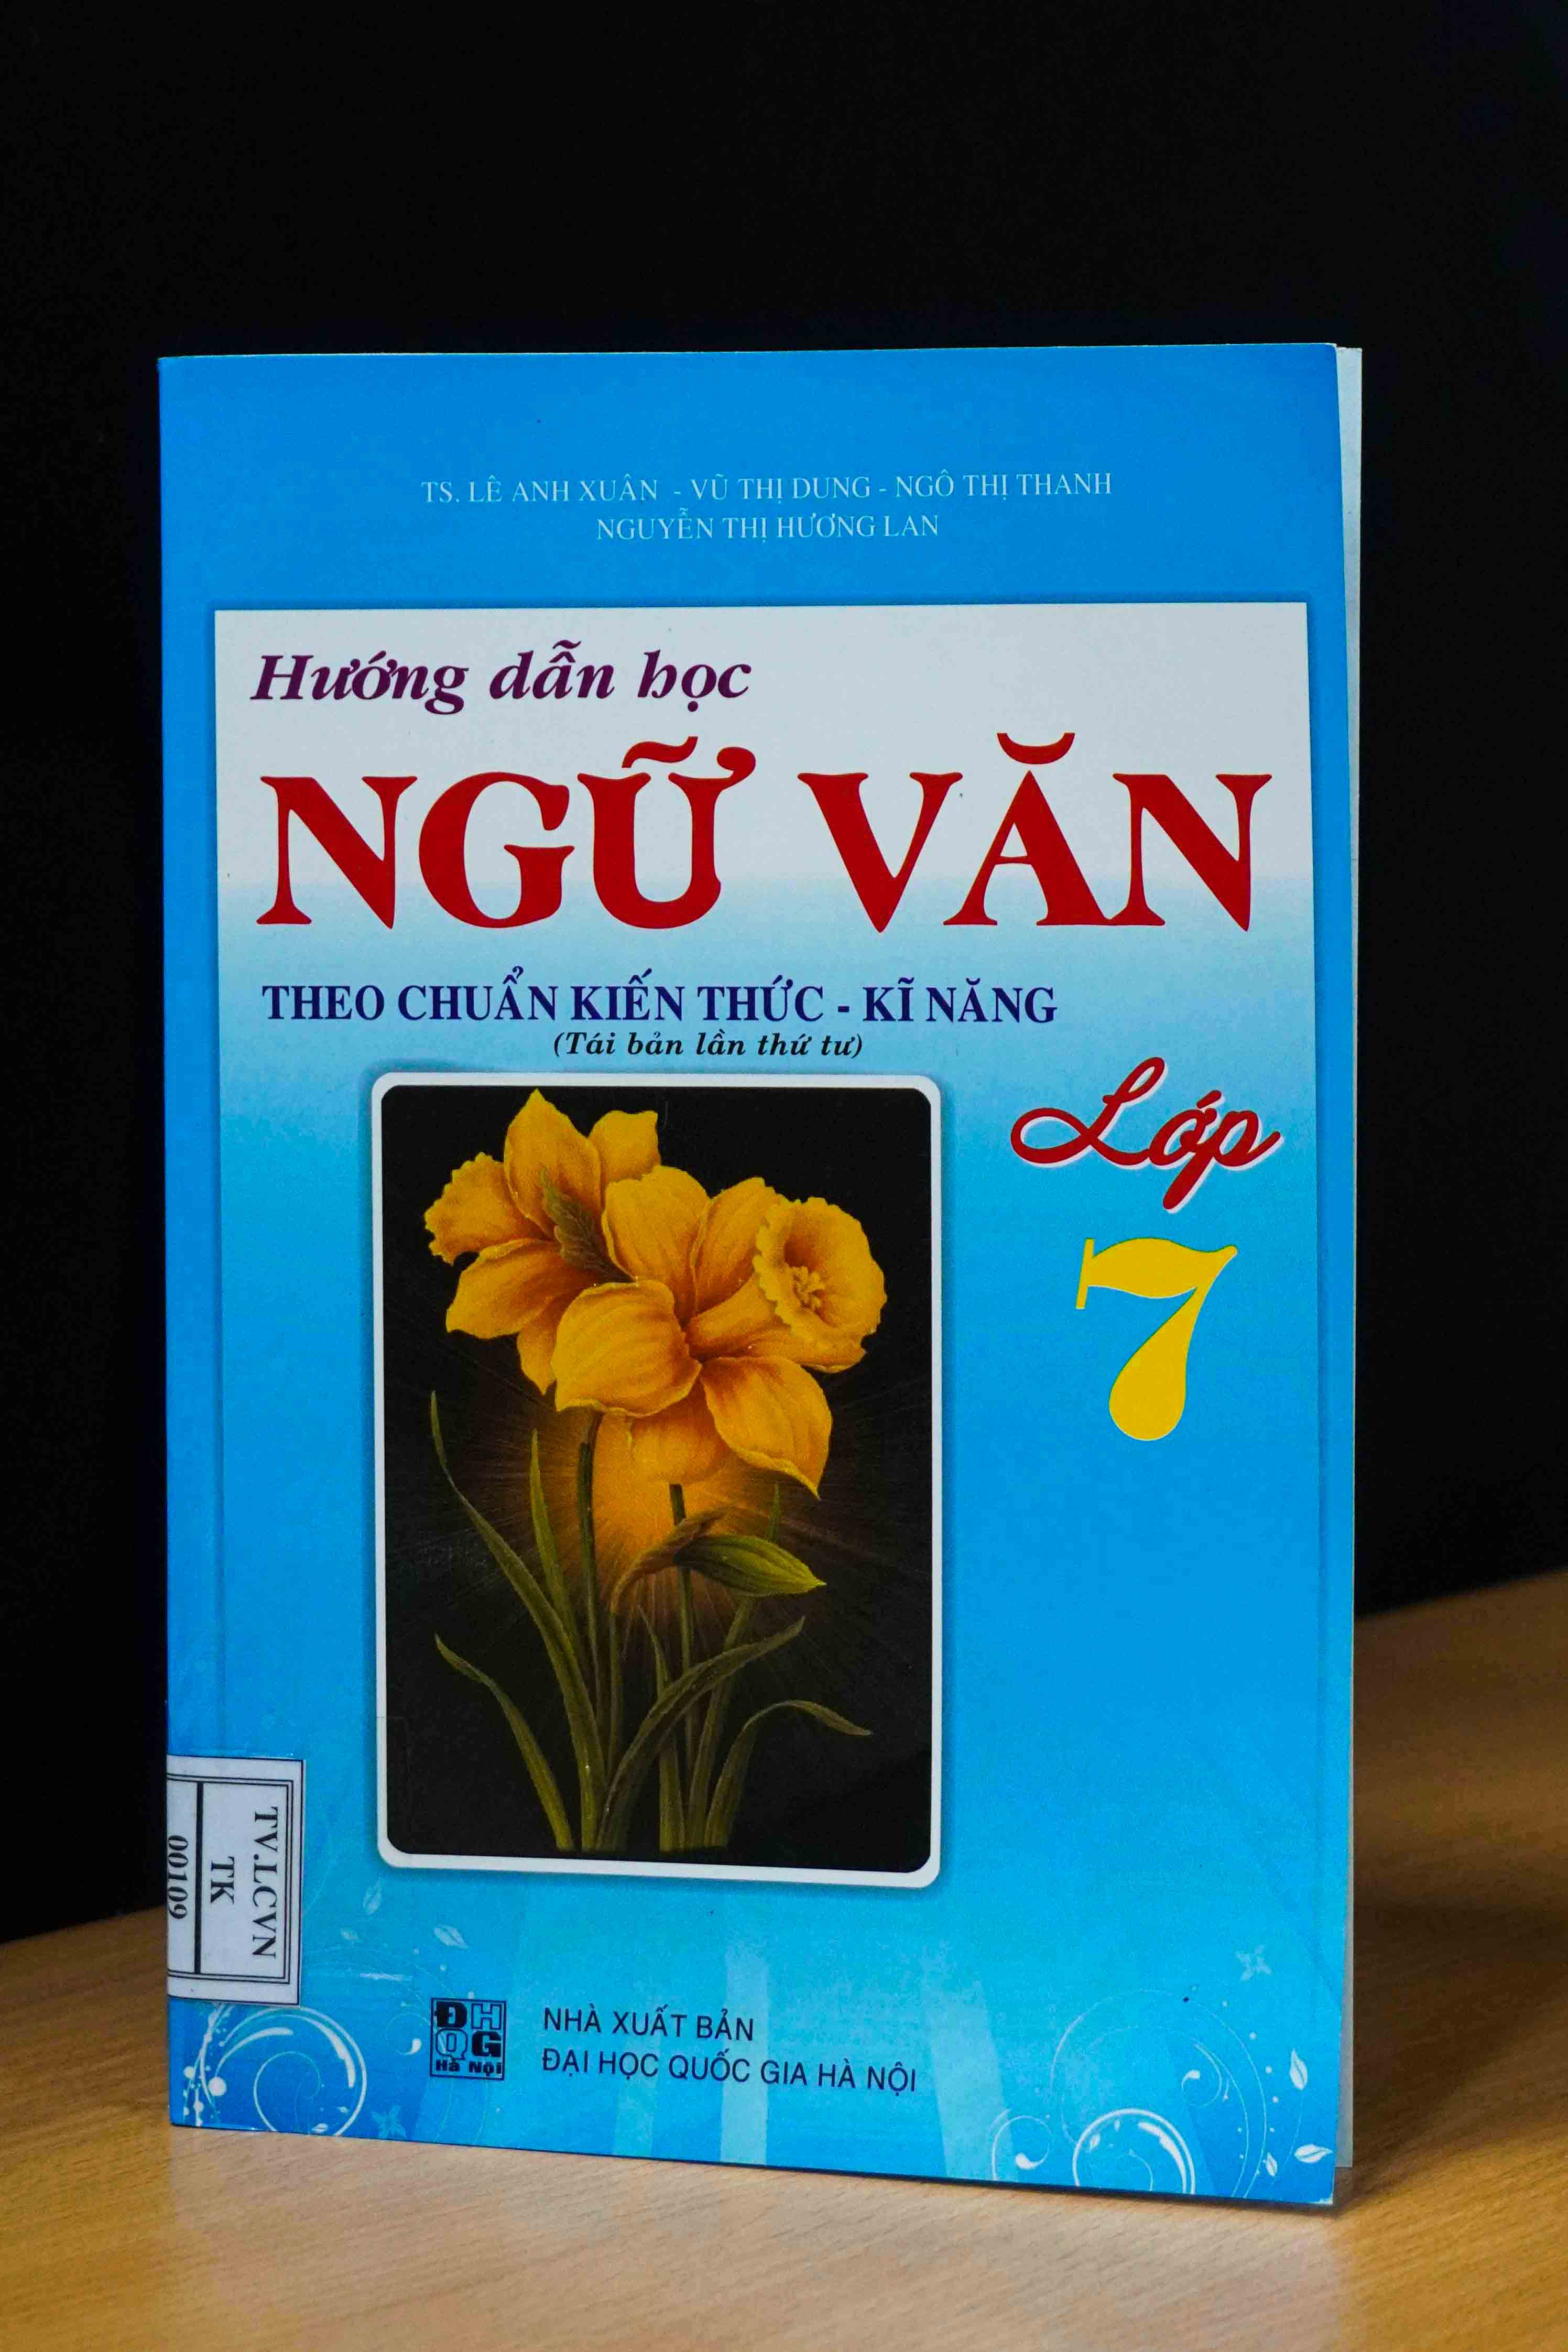 TS. LÊ ANH XUÂN - VŨ THỊ DUNG - NGÔ THỊ THANH
NGUYỄN THỊ HƯƠNG LAN
Hướng dẫn học
NGỮ VĂN
THEO CHUẨN KIẾN THỨC - KĨ NĂNG
(Tái bản lần thứ tư)
Lớp
7
TV.LCVN
TK
00109
ĐH
QG
Hà Nội
NHÀ XUẤT BẢN
ĐẠI HỌC QUỐC GIA HÀ NỘI